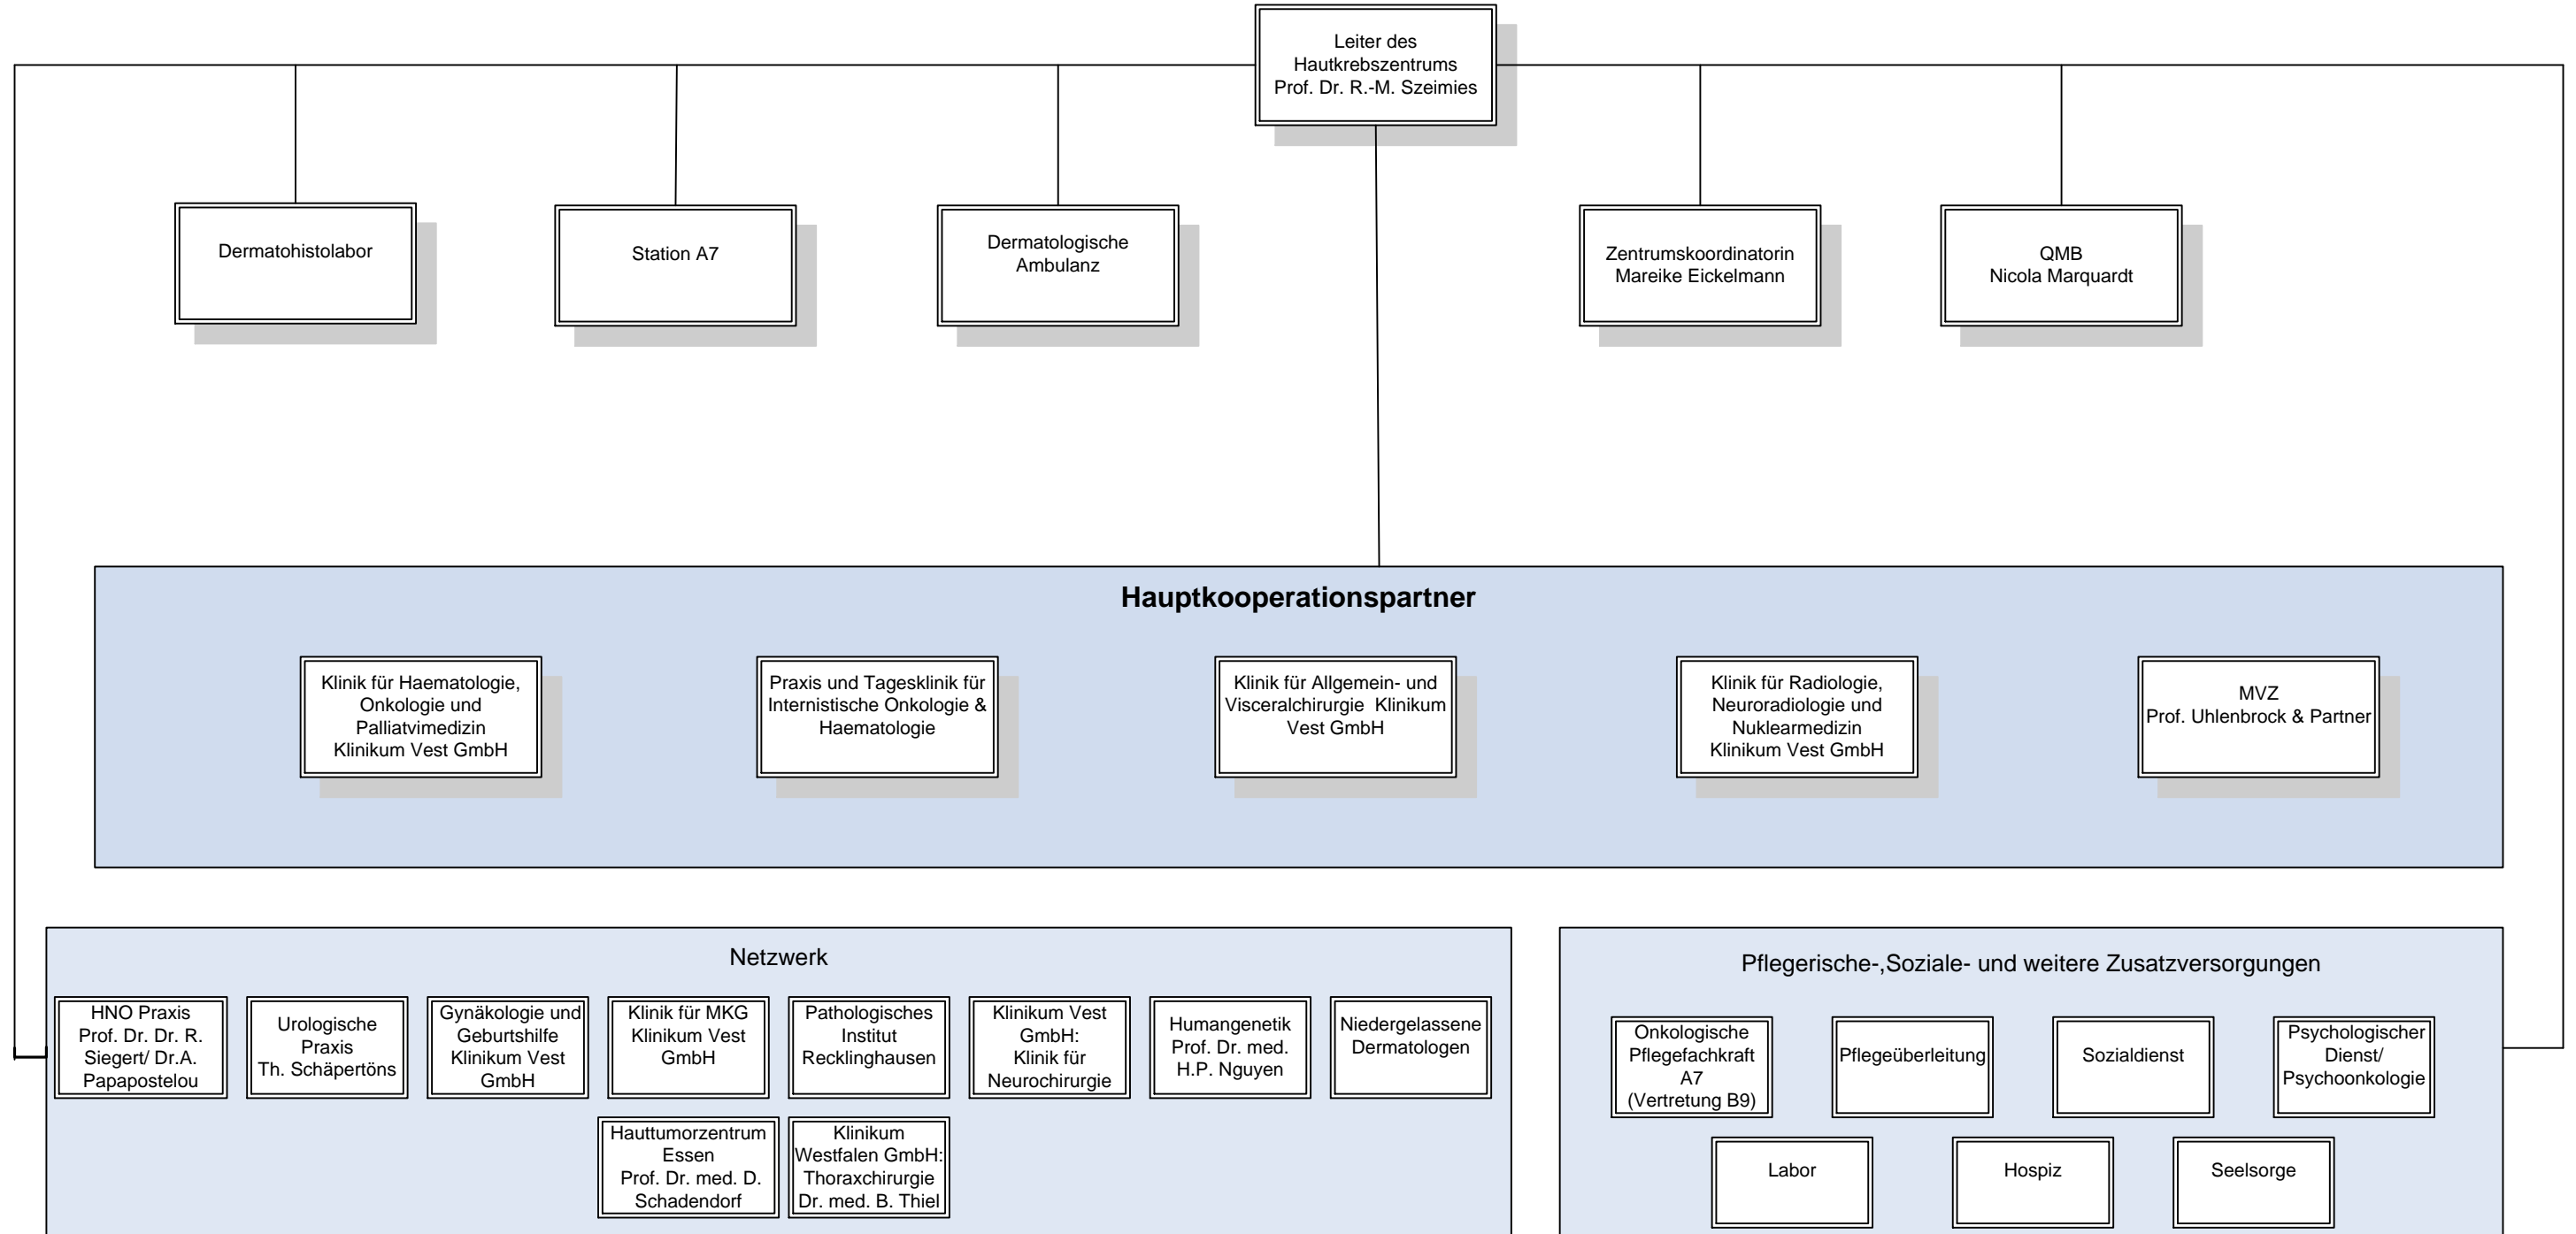 Leiter des
Hautkrebszentrums
Prof. Dr. R.-M. Szeimies
Dermatohistolabor
Station A7
Dermatologische
Ambulanz
Zentrumskoordinatorin
Mareike Eickelmann
QMB
Nicola Marquardt
Hauptkooperationspartner
Klinik für Haematologie,
Onkologie und
Palliatvimedizin
Klinikum Vest GmbH
Praxis und Tagesklinik für
Internistische Onkologie &
Haematologie
Klinik für Allgemein- und
Visceralchirurgie Klinikum
Vest GmbH
Klinik für Radiologie,
Neuroradiologie und
Nuklearmedizin
Klinikum Vest GmbH
MVZ
Prof. Uhlenbrock & Partner
Netzwerk
HNO Praxis
Prof. Dr. Dr. R.
Siegert/ Dr.A.
Papapostelou
Urologische
Praxis
Th. Schäpertöns
Gynäkologie und
Geburtshilfe
Klinikum Vest
GmbH
Klinik für MKG
Klinikum Vest
GmbH
Pathologisches
Institut
Recklinghausen
Klinikum Vest
GmbH:
Klinik für
Neurochirurgie
Humangenetik
Prof. Dr. med.
H.P. Nguyen
Niedergelassene
Dermatologen
Hauttumorzentrum
Essen
Prof. Dr. med. D.
Schadendorf
Klinikum
Westfalen GmbH:
Thoraxchirurgie
Dr. med. B. Thiel
Pflegerische-,Soziale- und weitere Zusatzversorgungen
Onkologische
Pflegefachkraft
A7
(Vertretung B9)
Pflegeüberleitung
Sozialdienst
Psychologischer
Dienst/
Psychoonkologie
Labor
Hospiz
Seelsorge